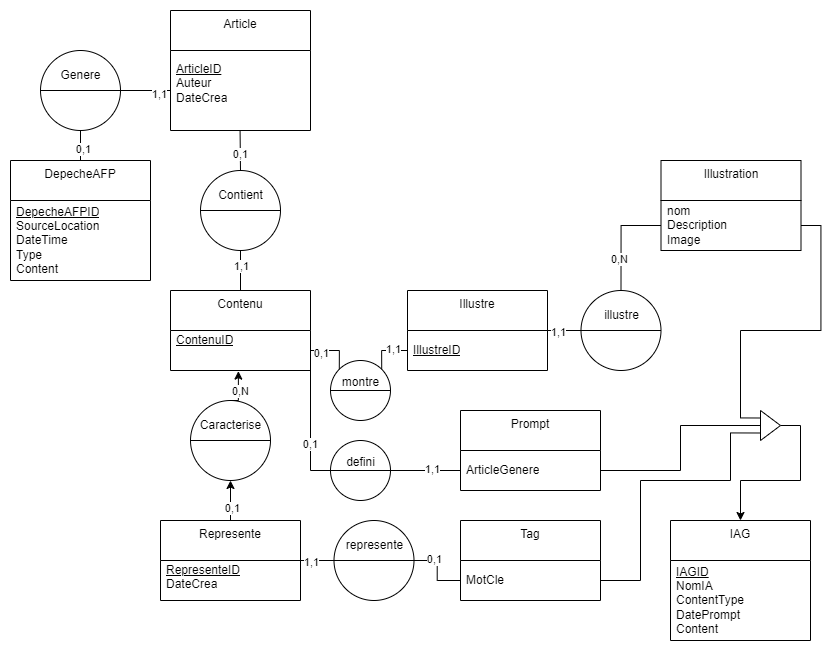 Article
ArticleID
Auteur
DateCrea
Genere
1,1
0,1
0,1
DepecheAFP
DepecheAFPID
SourceLocation
DateTime
Type
Content
Contient
1,1
Illustration
nom
Description
Image
0,N
illustre
Contenu
ContenuID
Illustre
IllustreID
1,1
0,1
1,1
montre
0,N
Caracterise
0,1
defini
1,1
Prompt
ArticleGenere
0,1
Represente
RepresenteID
DateCrea
1,1
represente
0,1
Tag
MotCle
IAG
IAGID
NomIA
ContentType
DatePrompt
Content